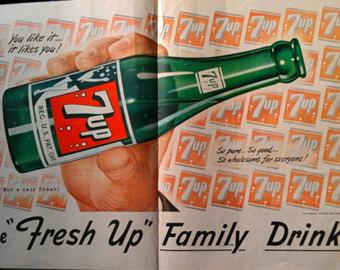 You like it...
it likes you!
7up
REG. U.S. PAT. OFF.
7up
So pure... So good...
So wholesome for everyone!
BUY A CASE TODAY!
"Fresh Up" Family Drink